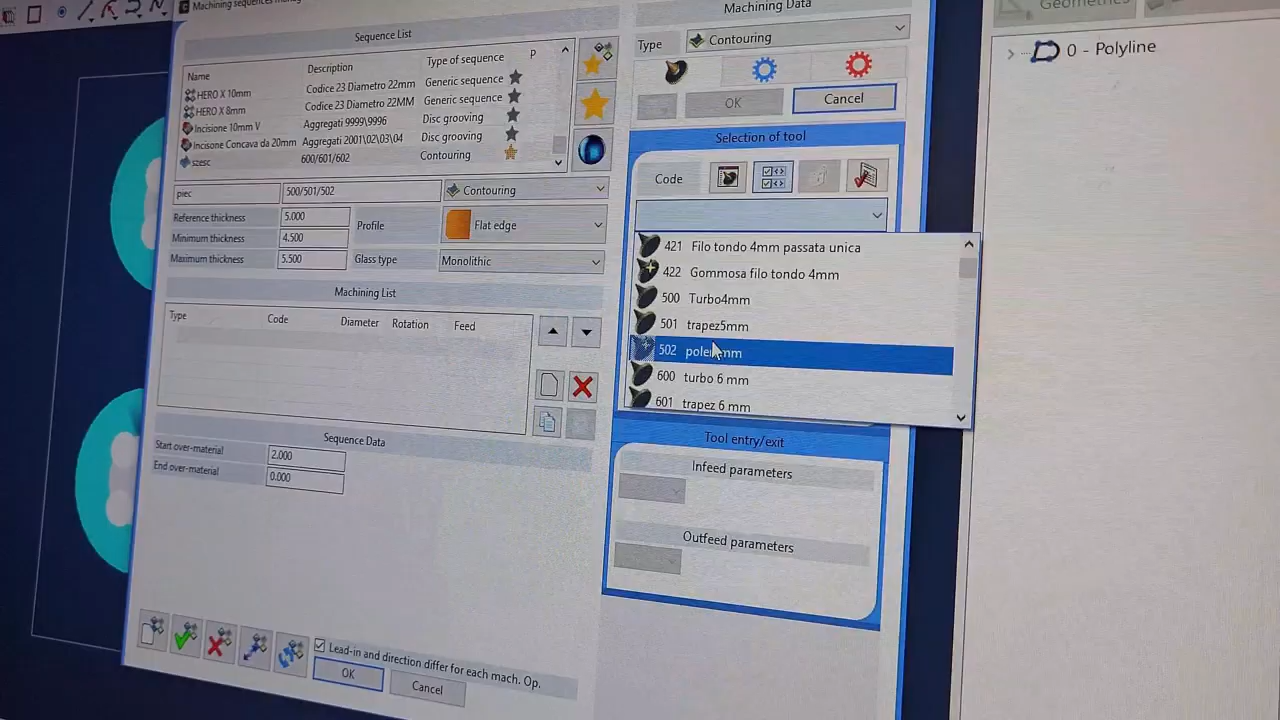 Machining sequences
Sequence List
Name Description Type of sequence P
HERO X 10mm Codice 23 Diametro 22mm Generic sequence
HERO X 8mm Codice 23 Diametro 22MM Generic sequence
Incisione 10mm V Aggregati 9999\9996 Disc grooving
Incisone Concava da 20mm Aggregati 2001\02\03\04 Disc grooving
szesc 600/601/602 Contouring
piec 500/501/502 Contouring
Reference thickness 5.000
Minimum thickness 4.500
Maximum thickness 5.500
Profile Flat edge
Glass type Monolithic
Machining List
Type Code Diameter Rotation Feed
Sequence Data
Start over-material 2.000
End over-material 0.000
Lead-in and direction differ for each mach. Op.
OK
Cancel
Machining Data
Type Contouring
OK Cancel
Selection of tool
Code
421 Filo tondo 4mm passata unica
422 Gommosa filo tondo 4mm
500 Turbo4mm
501 trapez5mm
502
600 turbo 6 mm
601 trapez 6 mm
Tool entry/exit
Infeed parameters
Outfeed parameters
Geometries
0 - Polyline